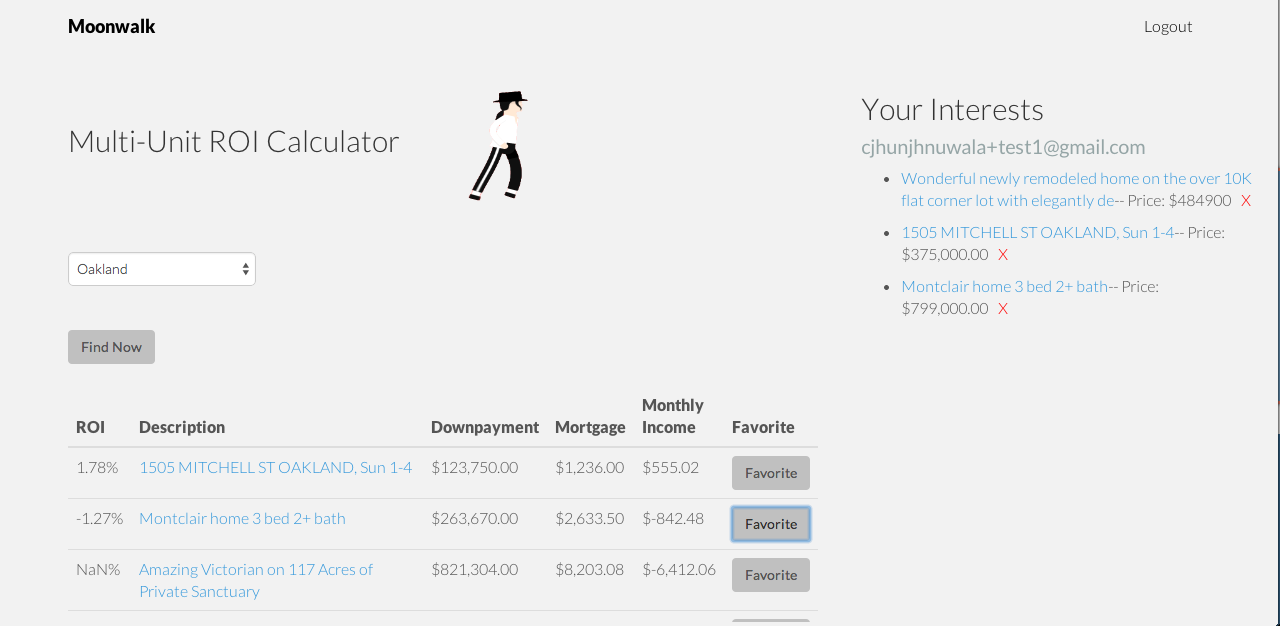 Moonwalk
Logout
Multi-Unit ROI Calculator
Your Interests
cjhunjhnuwala+test1@gmail.com
Wonderful newly remodeled home on the over 10K
flat corner lot with elegantly de-- Price: $484900 X
1505 MITCHELL ST OAKLAND, Sun 1-4-- Price:
$375,000.00 X
Montclair home 3 bed 2+ bath-- Price:
$799,000.00 X
Oakland
Find Now
ROI Description Downpayment Mortgage Monthly Income Favorite
1.78% 1505 MITCHELL ST OAKLAND, Sun 1-4 $123,750.00 $1,236.00 $555.02 Favorite
-1.27% Montclair home 3 bed 2+ bath $263,670.00 $2,633.50 $-842.48 Favorite
NaN% Amazing Victorian on 117 Acres of $821,304.00 $8,203.08 $-6,412.06 Favorite
Private Sanctuary